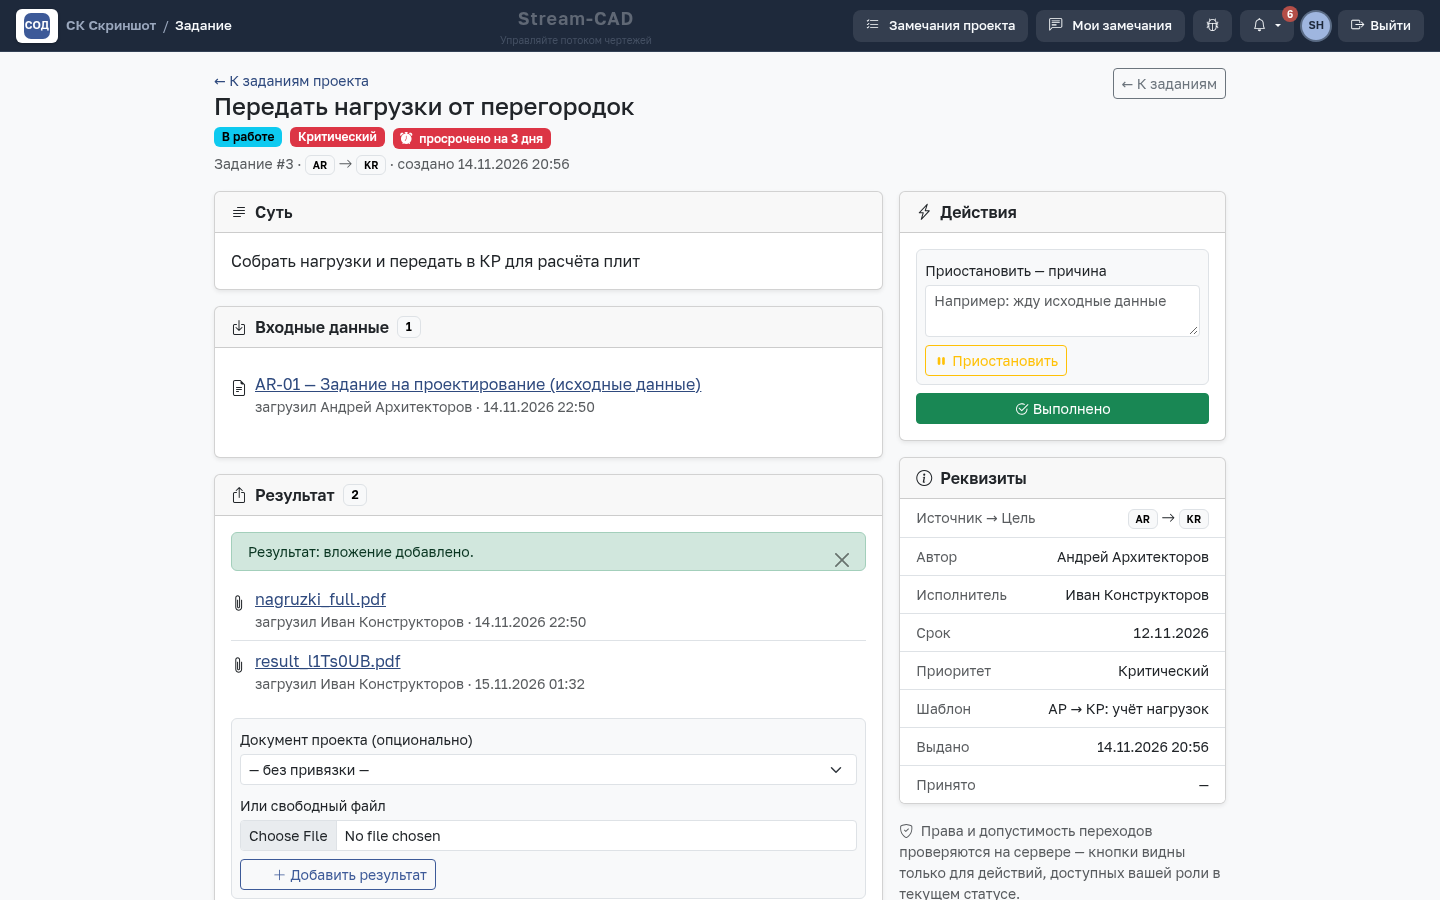 СОД СК Скриншот / Задание
Stream-CAD
Управляйте потоком чертежей
Замечания проекта
Мои замечания
6
SH
Выйти
← К заданиям проекта
← К заданиям
Передать нагрузки от перегородок
В работе Критический просрочено на 3 дня
Задание #3 · AR → KR · создано 14.11.2026 20:56
Суть
Собрать нагрузки и передать в КР для расчёта плит
Входные данные 1
AR-01 — Задание на проектирование (исходные данные)
загрузил Андрей Архитекторов · 14.11.2026 22:50
Результат 2
Результат: вложение добавлено.
nagruzki_full.pdf
загрузил Иван Конструкторов · 14.11.2026 22:50
result_l1Ts0UB.pdf
загрузил Иван Конструкторов · 15.11.2026 01:32
Документ проекта (опционально)
— без привязки —
Или свободный файл
Choose File No file chosen
+ Добавить результат
Действия
Приостановить — причина
Например: жду исходные данные
Приостановить
Выполнено
Реквизиты
Источник → Цель AR → KR
Автор Андрей Архитекторов
Исполнитель Иван Конструкторов
Срок 12.11.2026
Приоритет Критический
Шаблон АР → КР: учёт нагрузок
Выдано 14.11.2026 20:56
Принято —
Права и допустимость переходов
проверяются на сервере — кнопки видны
только для действий, доступных вашей роли в
текущем статусе.